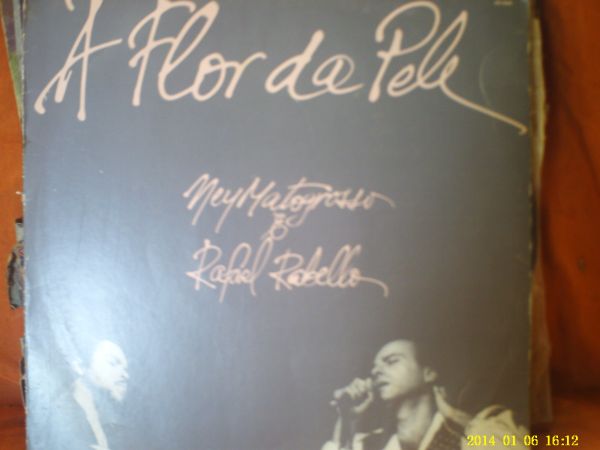 À Flor da Pele
Ney Matogrosso
&
Rafael Rabello
2014 01 06 16:12